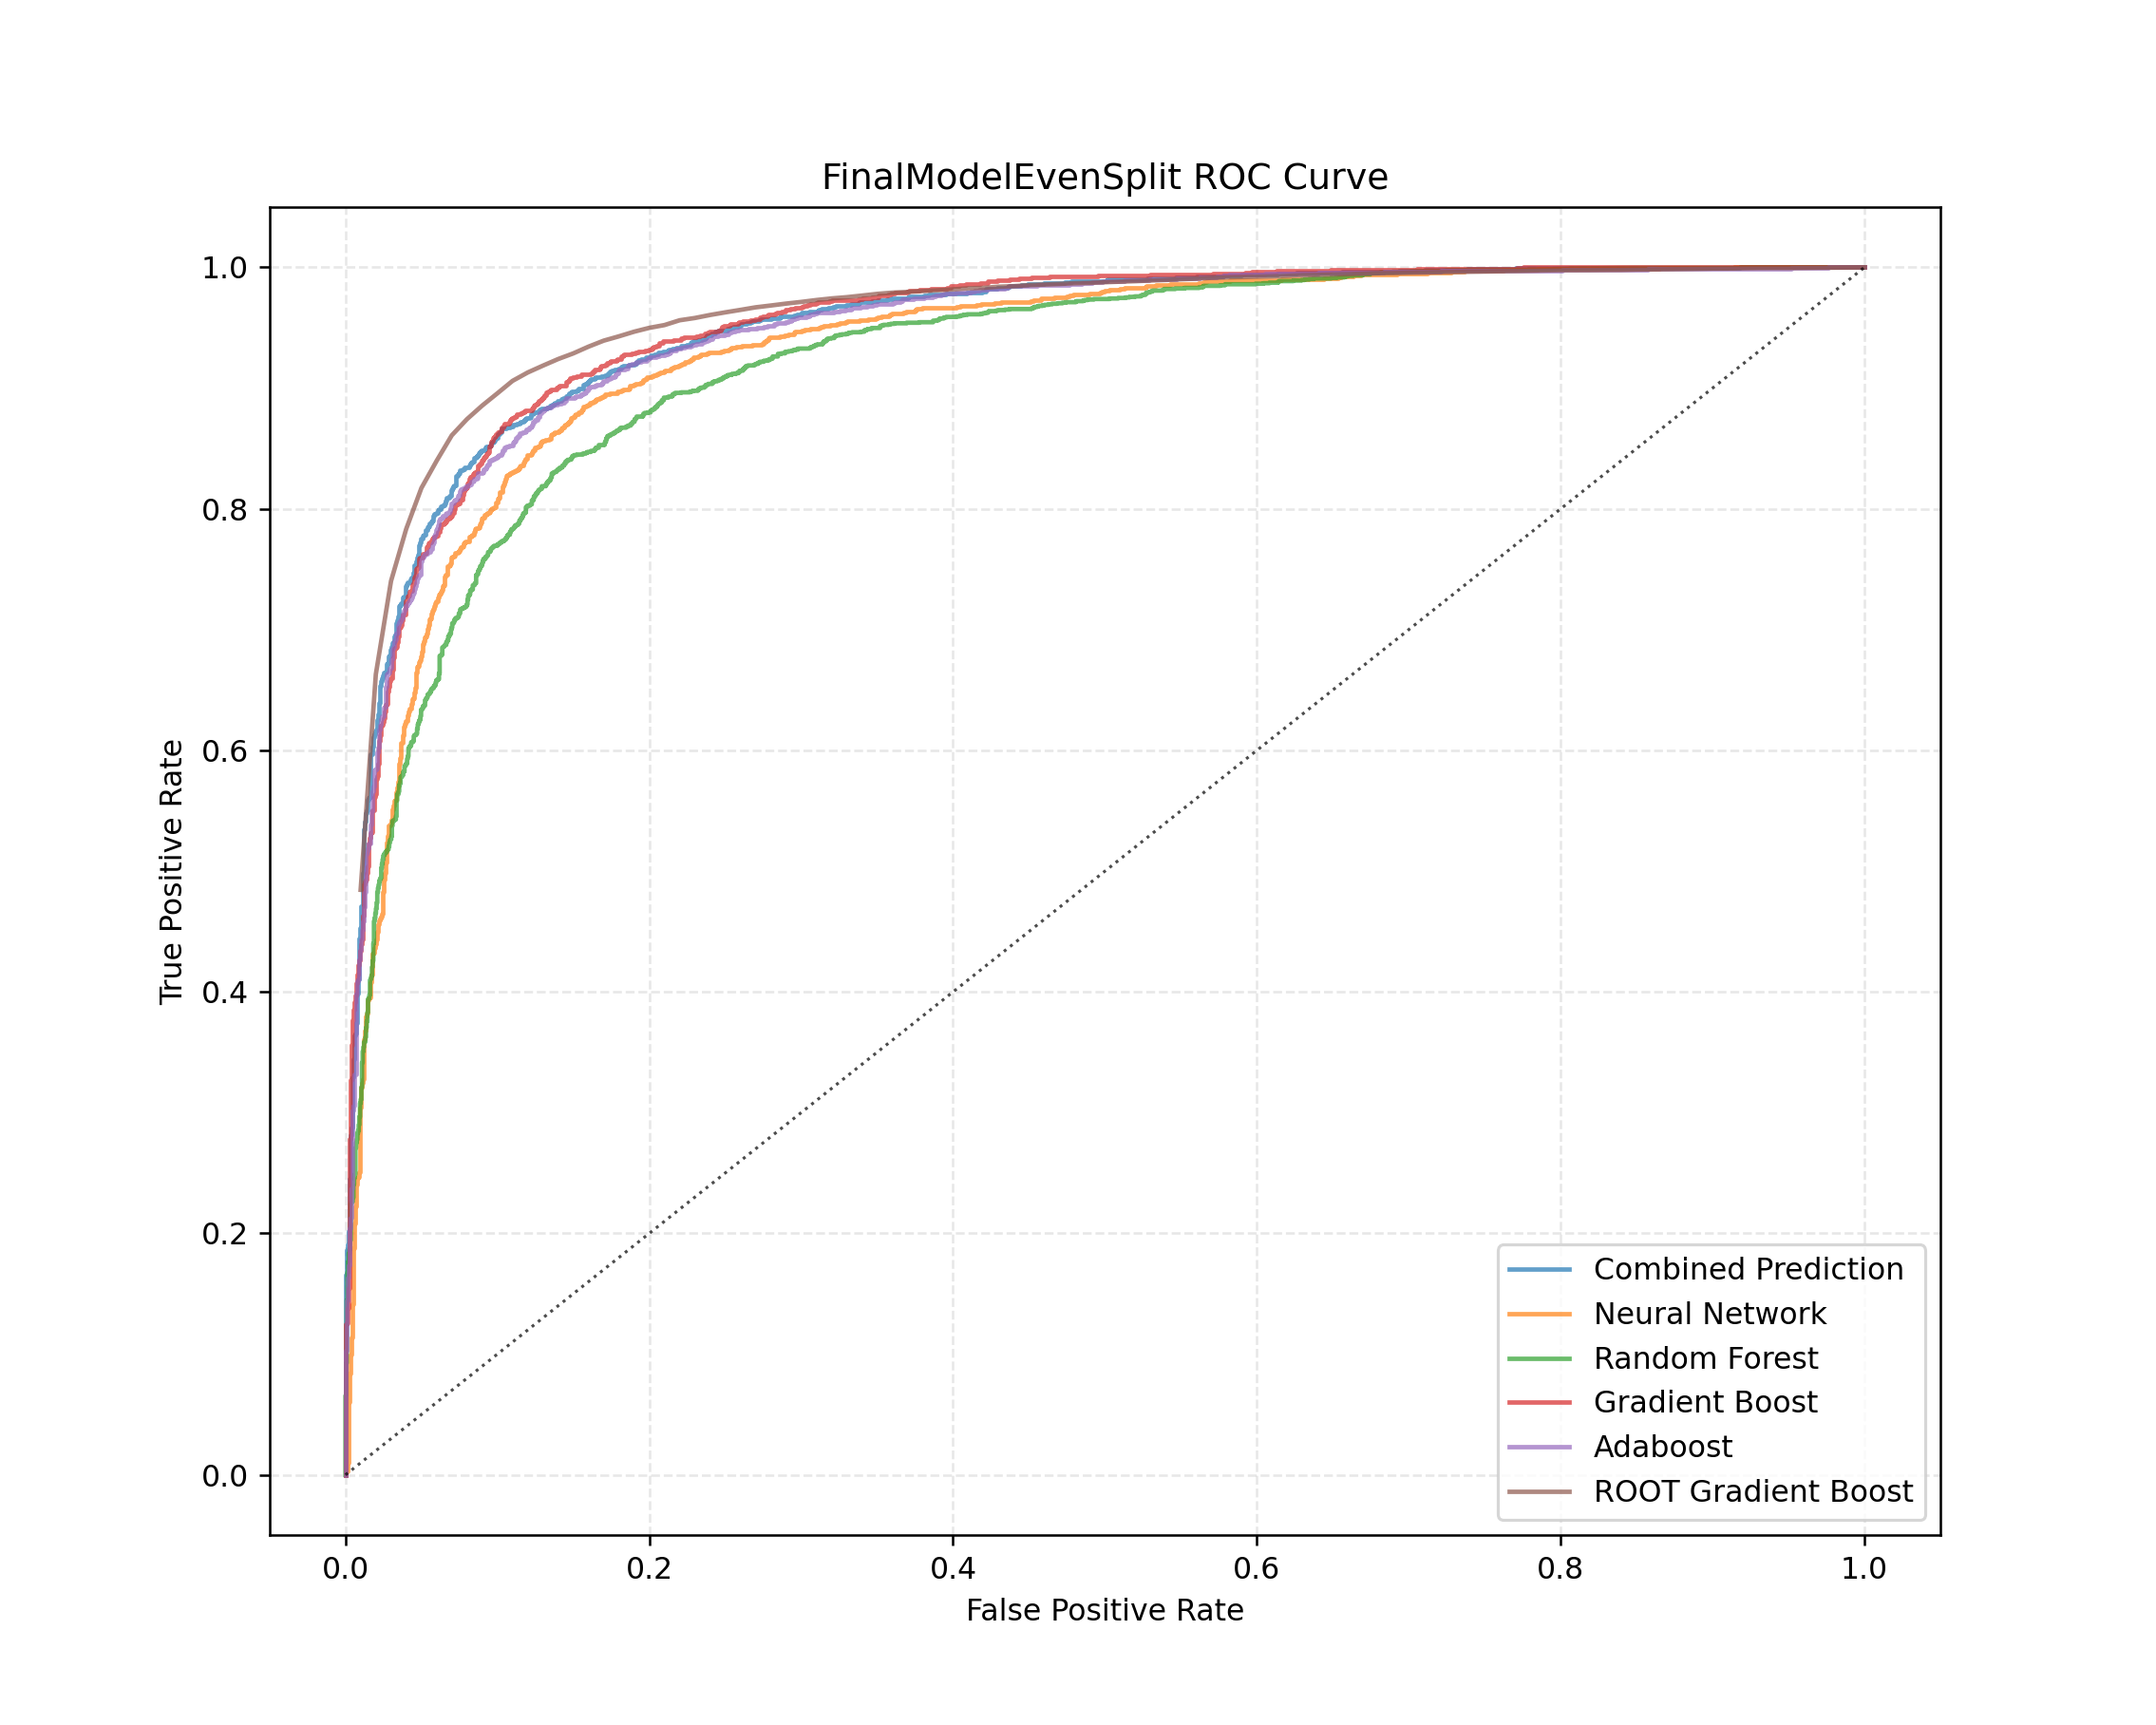 FinalModelEvenSplit ROC Curve
1.0
0.8
0.6
0.4
0.2
0.0
True Positive Rate
0.0 0.2 0.4 0.6 0.8 1.0
False Positive Rate
Combined Prediction
Neural Network
Random Forest
Gradient Boost
Adaboost
ROOT Gradient Boost